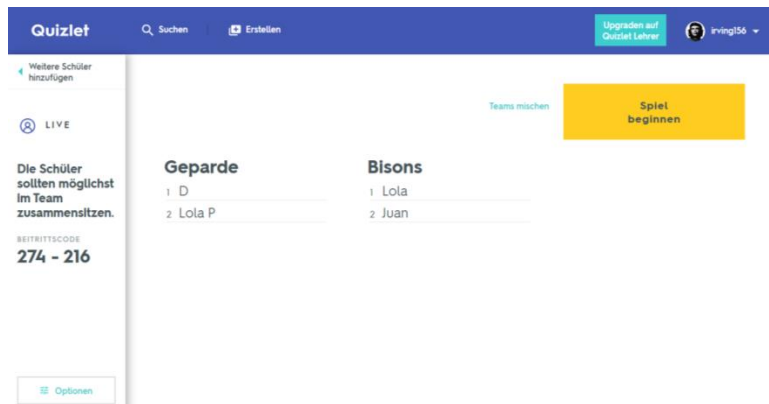 Quizlet
Suchen
Erstellen
Upgraden auf
Quizlet Lehrer
irving156
Weitere Schüler
hinzufügen
LIVE
Die Schüler
sollten möglichst
im Team
zusammensitzen.
BEITRITTSCODE
274 - 216
Optionen
Teams mischen
Spiel
beginnen
Geparde
1 D
2 Lola P
Bisons
1 Lola
2 Juan